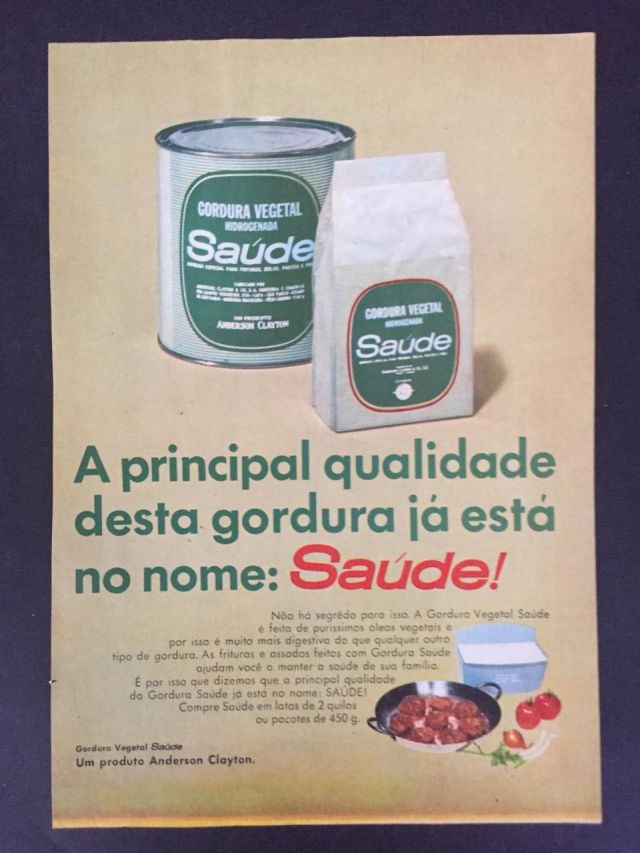 GORDURA VEGETAL
HIDROGENADA
Saúde
UM PRODUTO
ANDERSON CLAYTON
GORDURA VEGETAL
HIDROGENADA
Saúde
A principal qualidade
desta gordura já está
no nome: Saúde!
Não há segrêdo para isso. A Gordura Vegetal Saúde
é feita de puríssimos óleos vegetais e
por isso é muito mais digestiva do que qualquer outro
tipo de gordura. As frituras e assados feitos com Gordura Saúde
ajudam você a manter a saúde de sua família.
É por isso que dizemos que a principal qualidade
da Gordura Saúde já está no nome: SAÚDE!
Compre Saúde em latas de 2 quilos
ou pacotes de 450 g.
Gordura Vegetal Saúde
Um produto Anderson Clayton.